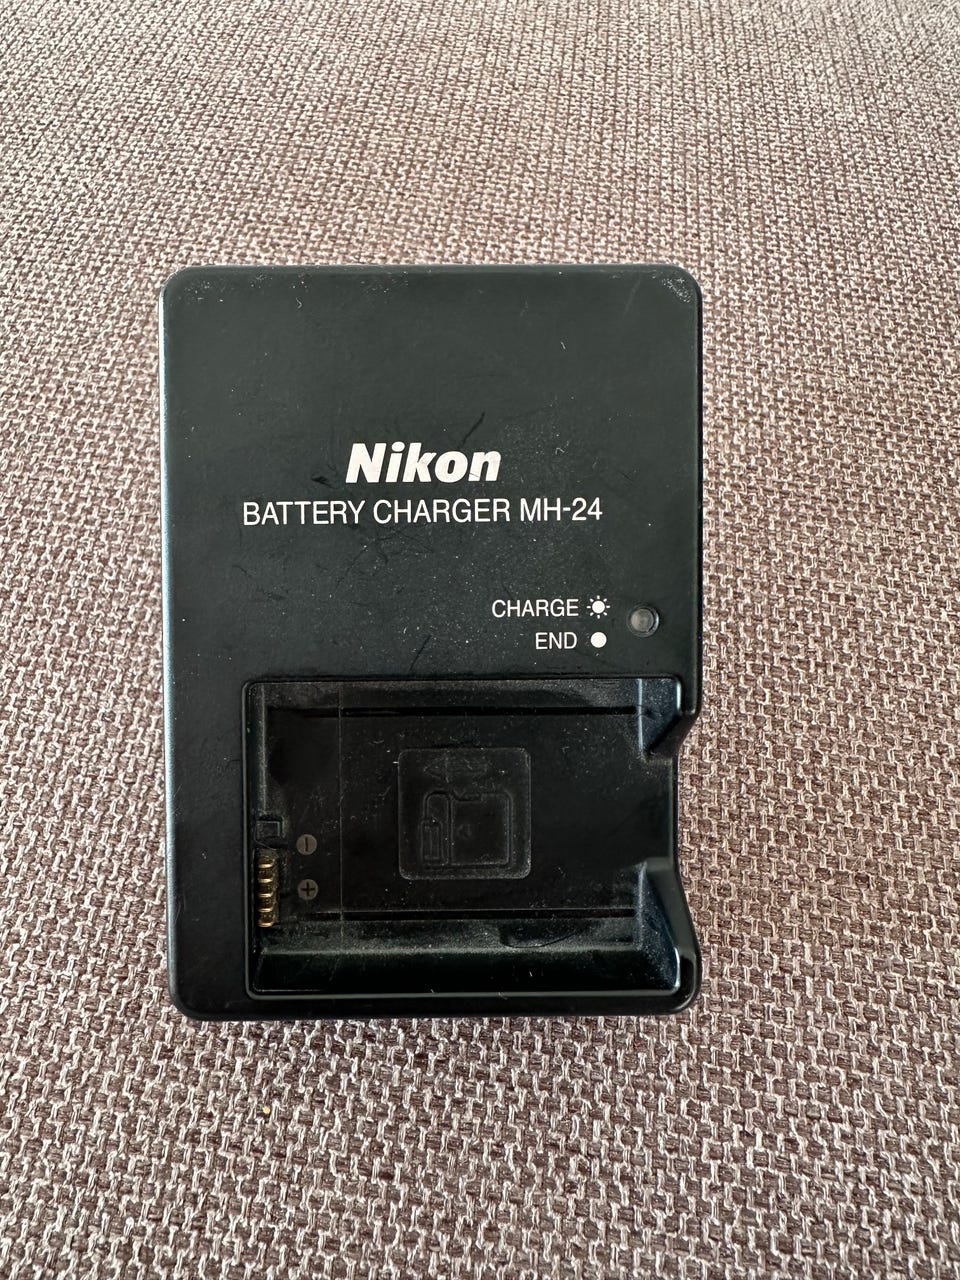 Nikon
BATTERY CHARGER MH-24
CHARGE
END
−
+